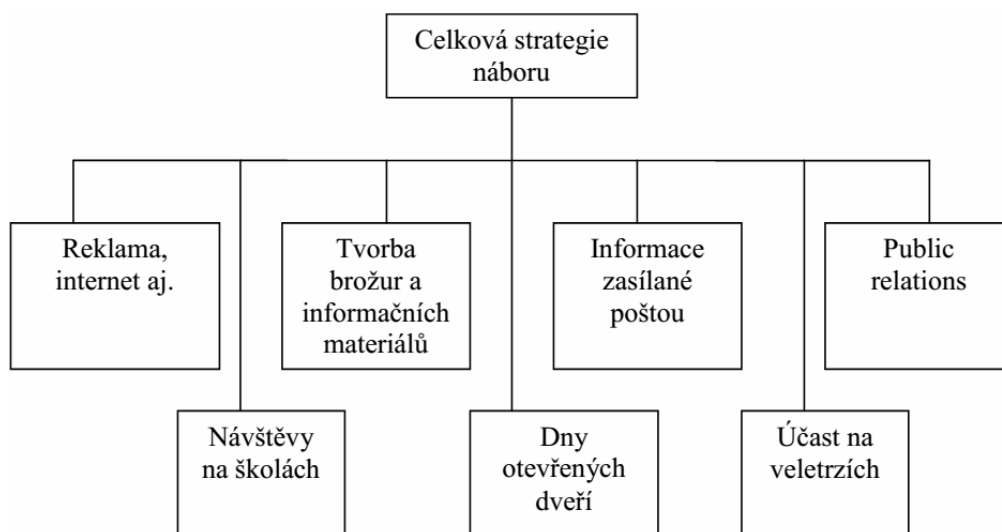 Celková strategie
náboru
Reklama,
internet aj.
Tvorba
brožur a
informačních
materiálů
Informace
zasílané
poštou
Public
relations
Návštěvy
na školách
Dny
otevřených
dveří
Účast na
veletrzích